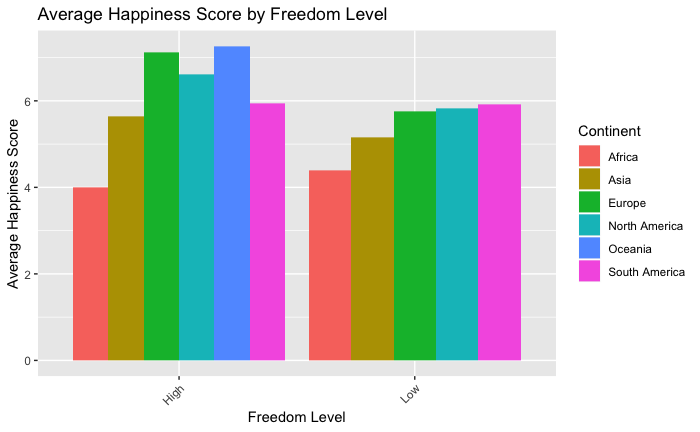 Average Happiness Score by Freedom Level
Average Happiness Score
6
4
2
0
High
Low
Freedom Level
Continent
Africa
Asia
Europe
North America
Oceania
South America